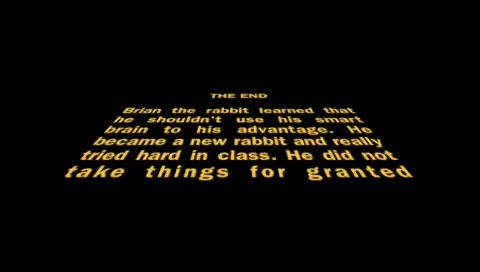 THE END
Brian the rabbit learned that
he shouldn't use his smart
brain to his advantage. He
became a new rabbit and really
tried hard in class. He did not
take things for granted